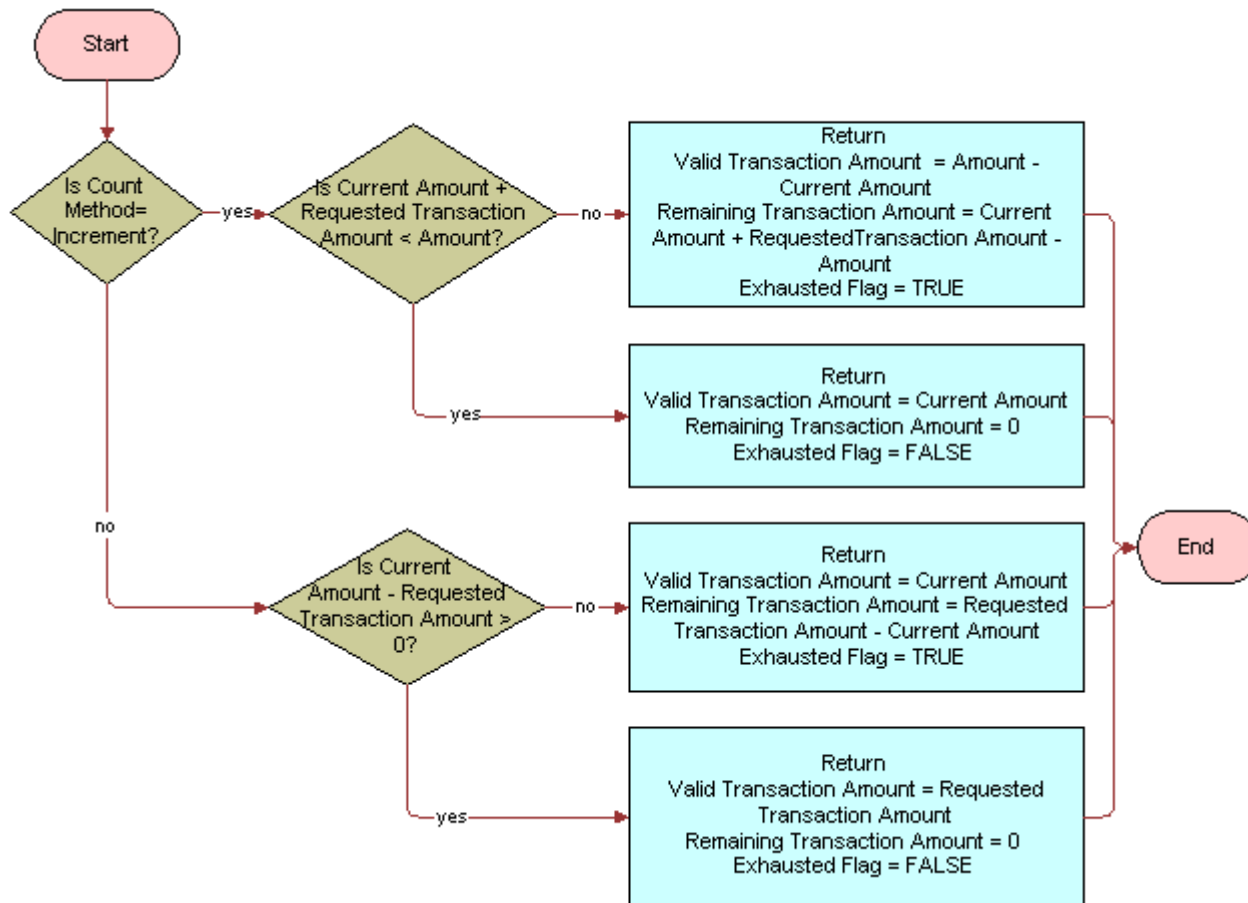 Start
Is Count
Method=
Increment?
yes
Is Current Amount +
Requested Transaction
Amount < Amount?
no
Return
Valid Transaction Amount = Amount -
Current Amount
Remaining Transaction Amount = Current
Amount + RequestedTransaction Amount -
Amount
Exhausted Flag = TRUE
yes
Return
Valid Transaction Amount = Current Amount
Remaining Transaction Amount = 0
Exhausted Flag = FALSE
no
Is Current
Amount - Requested
Transaction Amount >
0?
no
Return
Valid Transaction Amount = Current Amount
Remaining Transaction Amount = Requested
Transaction Amount - Current Amount
Exhausted Flag = TRUE
End
yes
Return
Valid Transaction Amount = Requested
Transaction Amount
Remaining Transaction Amount = 0
Exhausted Flag = FALSE